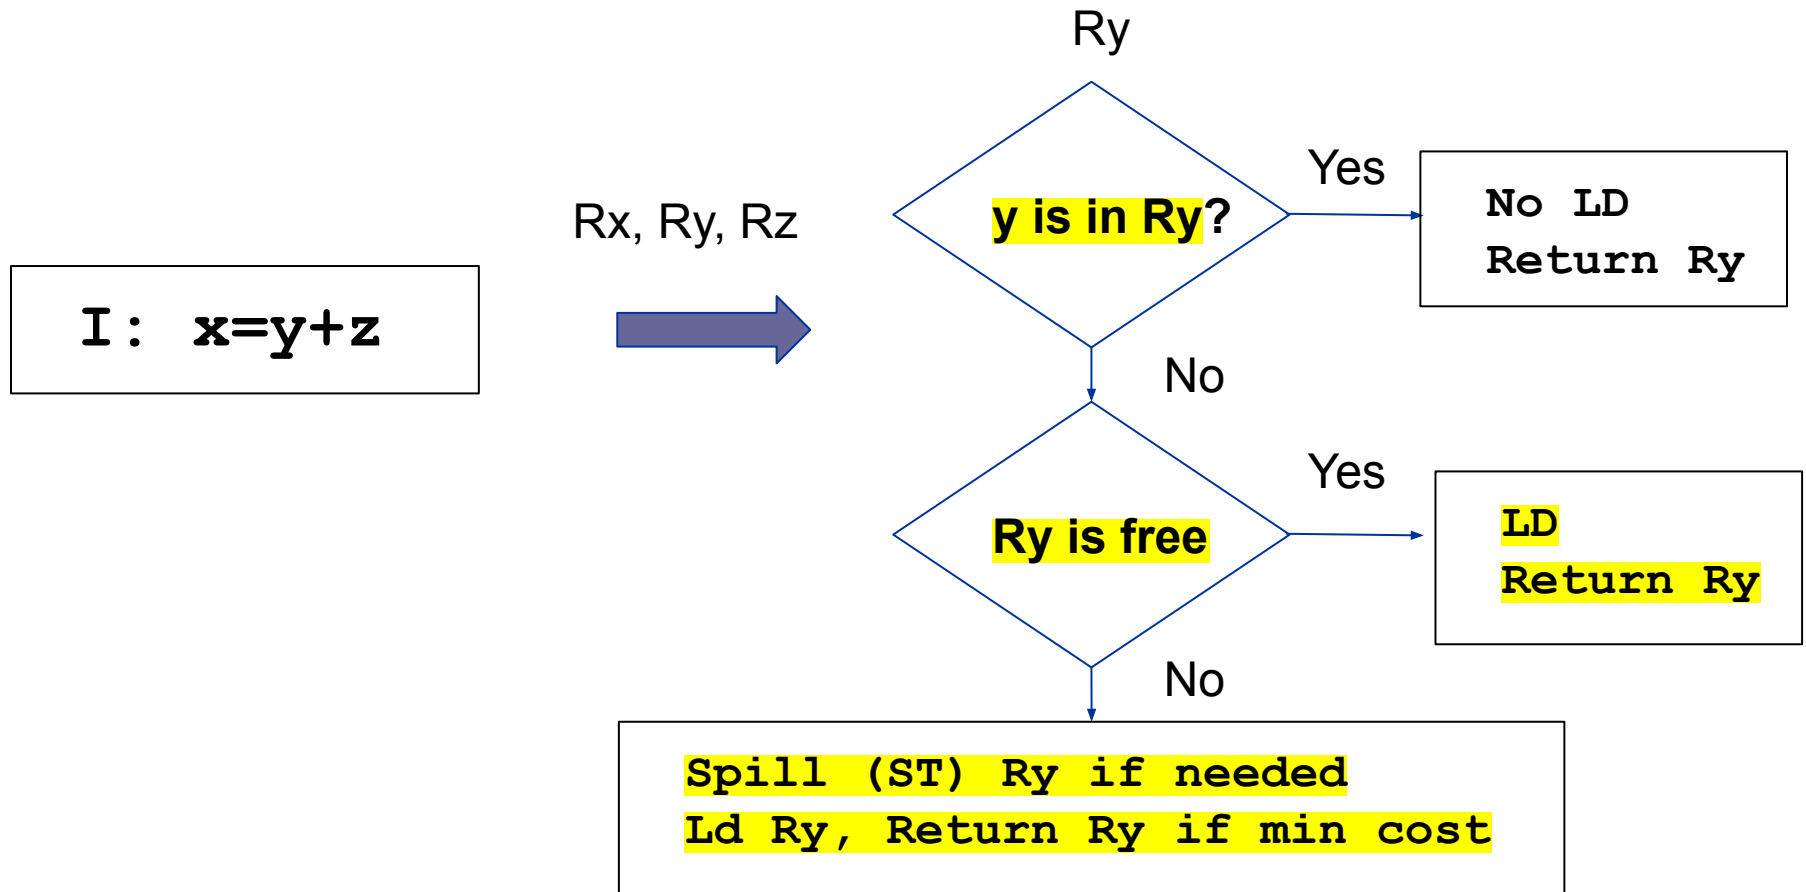 I: x=y+z
Rx, Ry, Rz
Ry
y is in Ry?
Yes
No LD
Return Ry
No
Ry is free
Yes
LD
Return Ry
No
Spill (ST) Ry if needed
Ld Ry, Return Ry if min cost